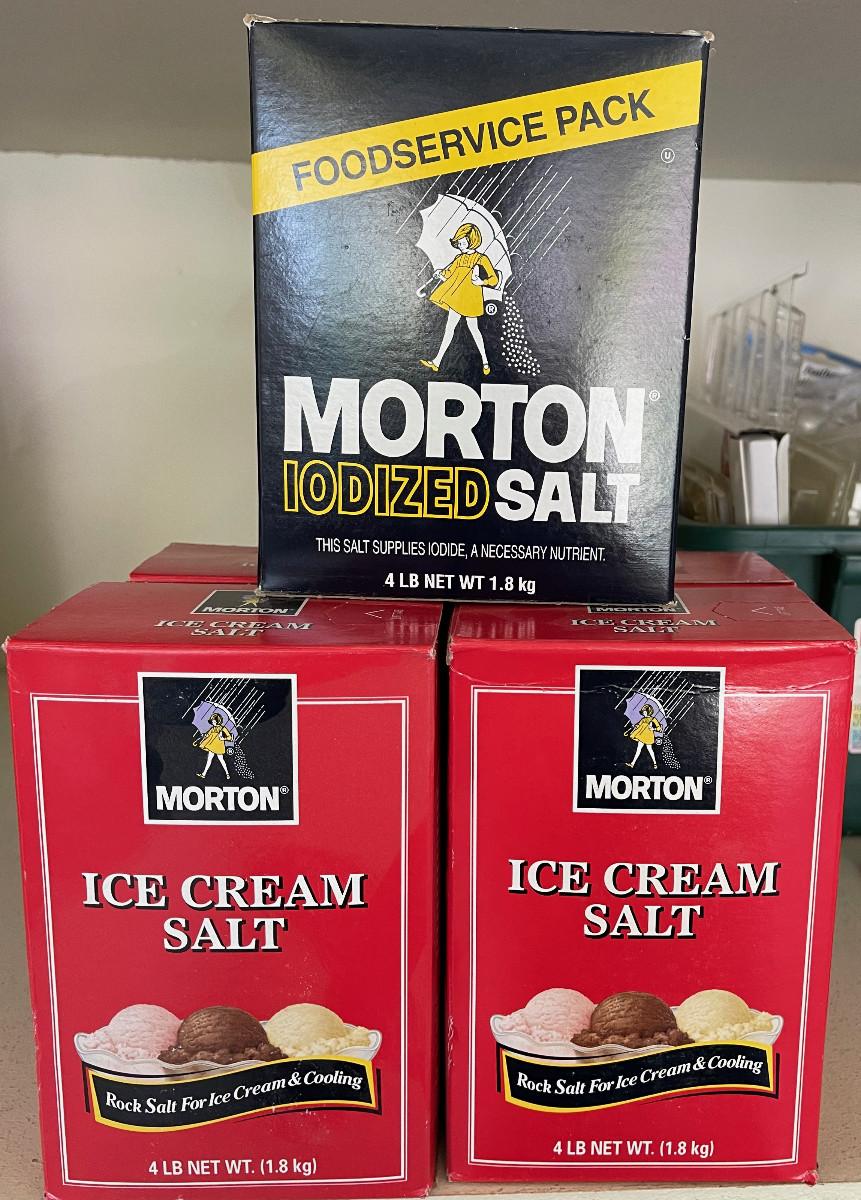 FOODSERVICE PACK
U
MORTON®
IODIZED SALT
THIS SALT SUPPLIES IODIDE, A NECESSARY NUTRIENT.
4 LB NET WT 1.8 kg
MORTON
ICE CREAM
SALT
MORTON
ICE CREAM
SALT
MORTON®
ICE CREAM
SALT
Rock Salt For Ice Cream & Cooling
4 LB NET WT. (1.8 kg)
MORTON®
ICE CREAM
SALT
Rock Salt For Ice Cream & Cooling
4 LB NET WT. (1.8 kg)